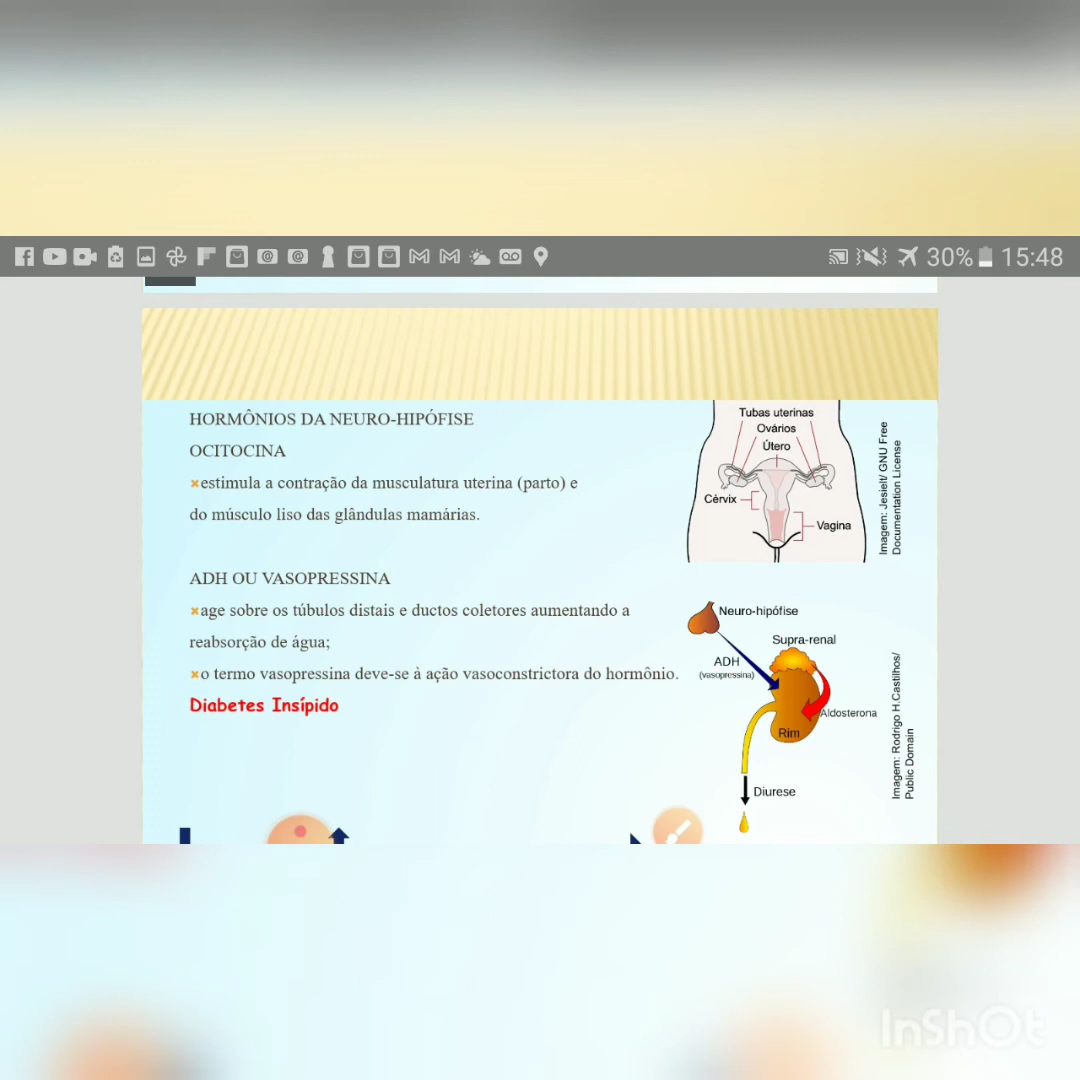 30% 15:48
HORMÔNIOS DA NEURO-HIPÓFISE
OCITOCINA
estimula a contração da musculatura uterina (parto) e
do músculo liso das glândulas mamárias.
ADH OU VASOPRESSINA
age sobre os túbulos distais e ductos coletores aumentando a
reabsorção de água;
o termo vasopressina deve-se à ação vasoconstrictora do hormônio.
Diabetes Insípido
Tubas uterinas
Ovários
Útero
Cérvix
Vagina
Imagem: Jesielt/ GNU Free
Documentation License
Neuro-hipófise
Supra-renal
ADH
(vasopressina)
Aldosterona
Rim
Diurese
Imagem: Rodrigo H.Castilhos/
Public Domain
InShOt